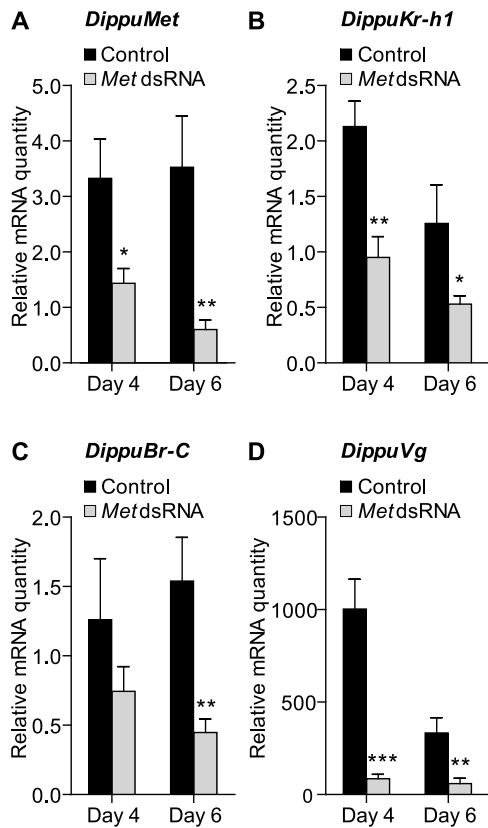 A
DippuMet
Control
Met dsRNA
Relative mRNA quantity
5.0
4.0
3.0
2.0
1.0
0.0
*
**
Day 4
Day 6
B
DippuKr-h1
Control
Met dsRNA
Relative mRNA quantity
2.5
2.0
1.5
1.0
0.5
0.0
**
*
Day 4
Day 6
C
DippuBr-C
Control
Met dsRNA
Relative mRNA quantity
2.0
1.5
1.0
0.5
0.0
**
Day 4
Day 6
D
DippuVg
Control
Met dsRNA
Relative mRNA quantity
1500
1000
500
0
***
**
Day 4
Day 6